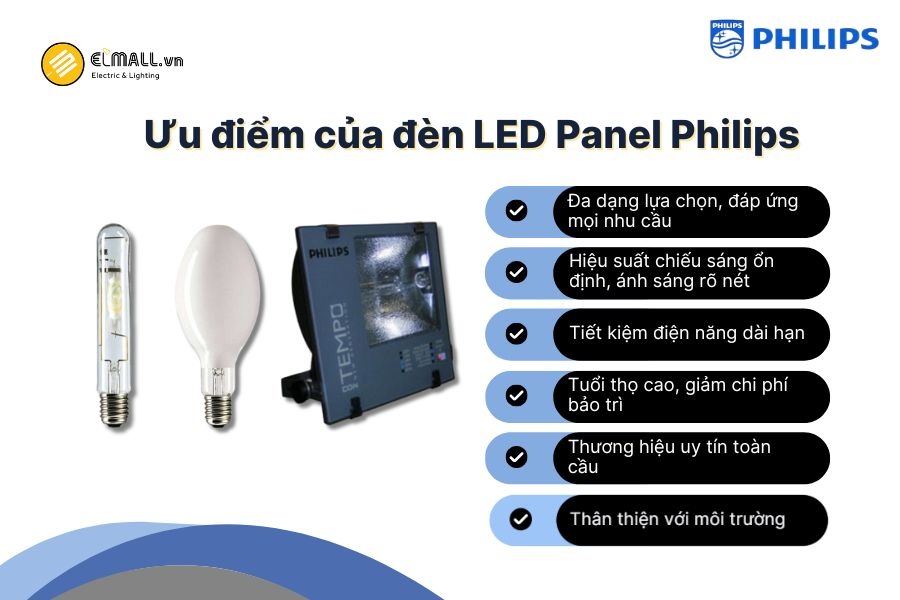 ELMALL.vn
Electric & Lighting
PHILIPS
PHILIPS
Ưu điểm của đèn LED Panel Philips
PHILIPS
TEMPO
CON
Đa dạng lựa chọn, đáp ứng
mọi nhu cầu
Hiệu suất chiếu sáng ổn
định, ánh sáng rõ nét
Tiết kiệm điện năng dài hạn
Tuổi thọ cao, giảm chi phí
bảo trì
Thương hiệu uy tín toàn
cầu
Thân thiện với môi trường